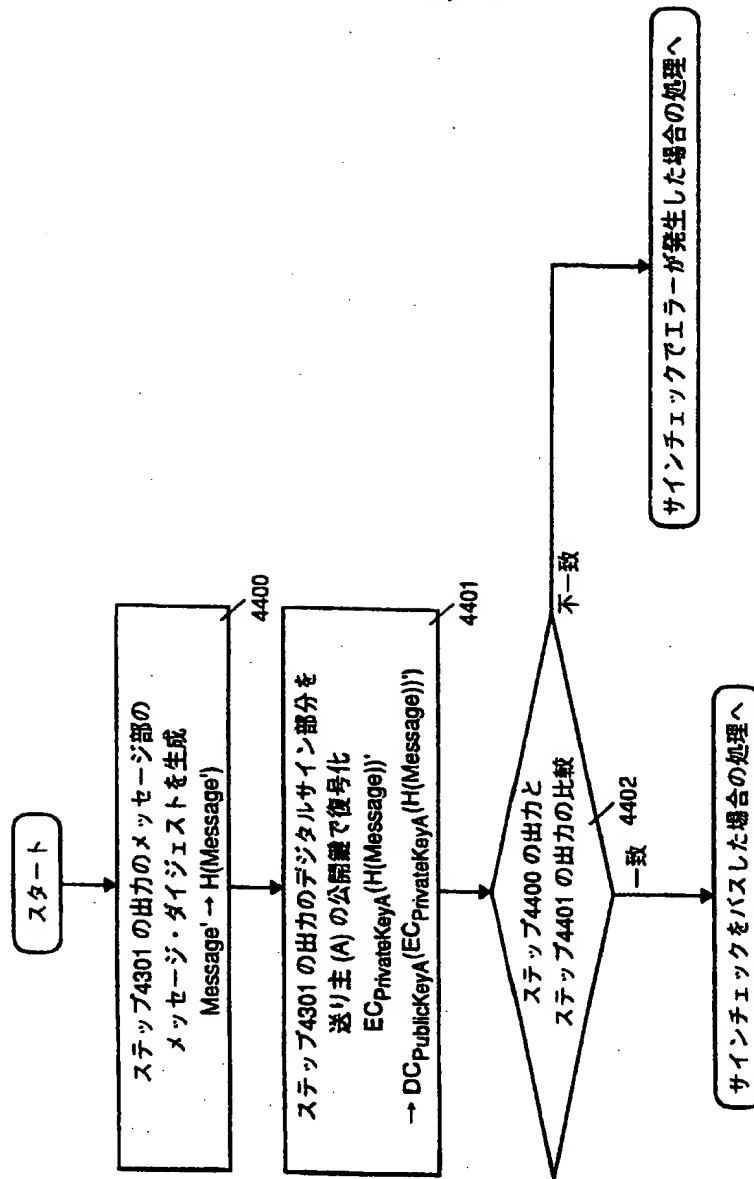 スタート
ステップ4301 の出力のメッセージ部の
メッセージ・ダイジェストを生成
Message' → H(Message')
4400
ステップ4301 の出力のデジタルサイン部分を
送り主 (A) の公開鍵で復号化
ECPrivateKeyA(H(Message))'
→ DCPublicKeyA(ECPrivateKeyA(H(Message))')
4401
ステップ4400 の出力と
ステップ4401 の出力の比較
4402
一致
不一致
サインチェックをパスした場合の処理へ
サインチェックでエラーが発生した場合の処理へ